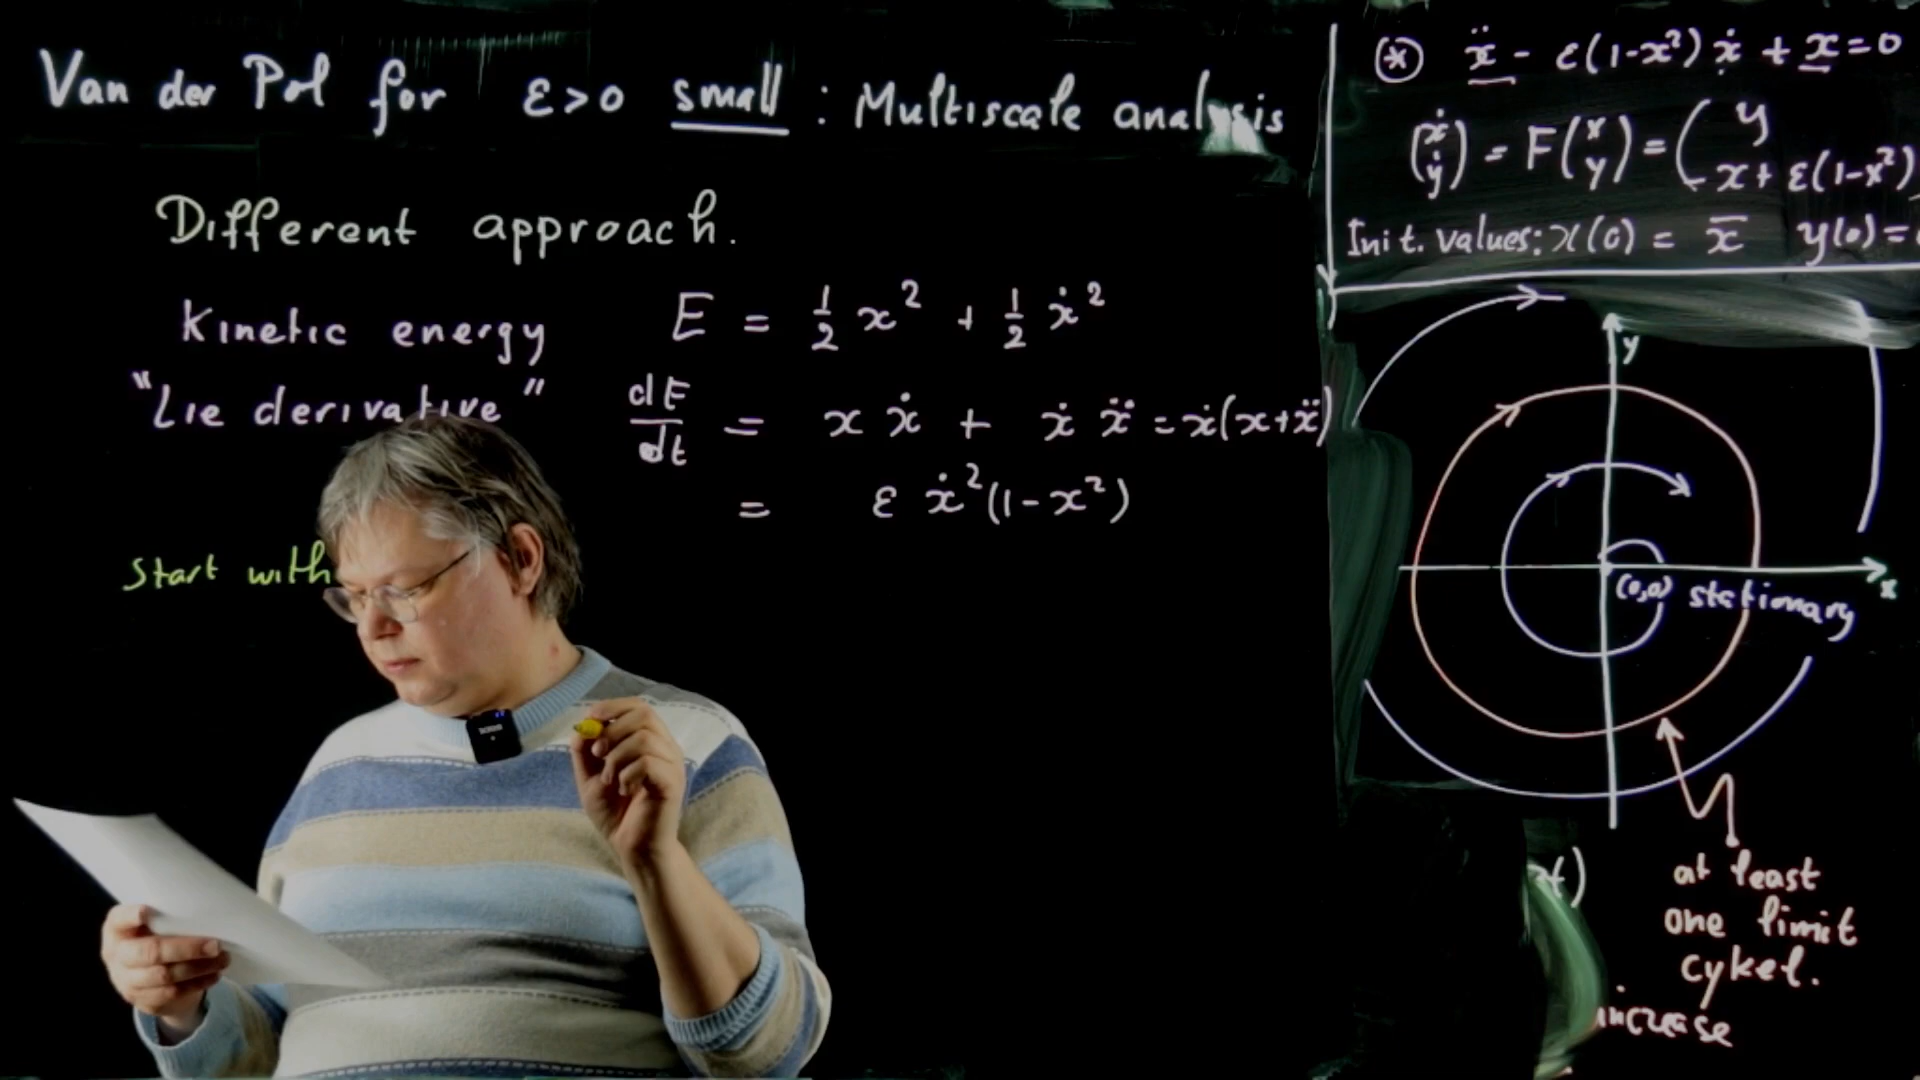 Van der Pol for ε>0 small : Multiscale analysis
Different approach.
Kinetic energy E = ½ x² + ½ ẋ²
"Lie derivative" dE/dt = x ẋ + ẋ ẍ = ẋ(x+ẍ)
= ε ẋ²(1-x²)
Start with
(*) ẍ - ε(1-x²) ẋ + x = 0
(ẋ ẏ) = F(x y) = ( y
x + ε(1-x²)
Init. values: x(0) = x̄ y(0) =
y
x
(0,0) stationary
at least
one limit
cykel.
increase